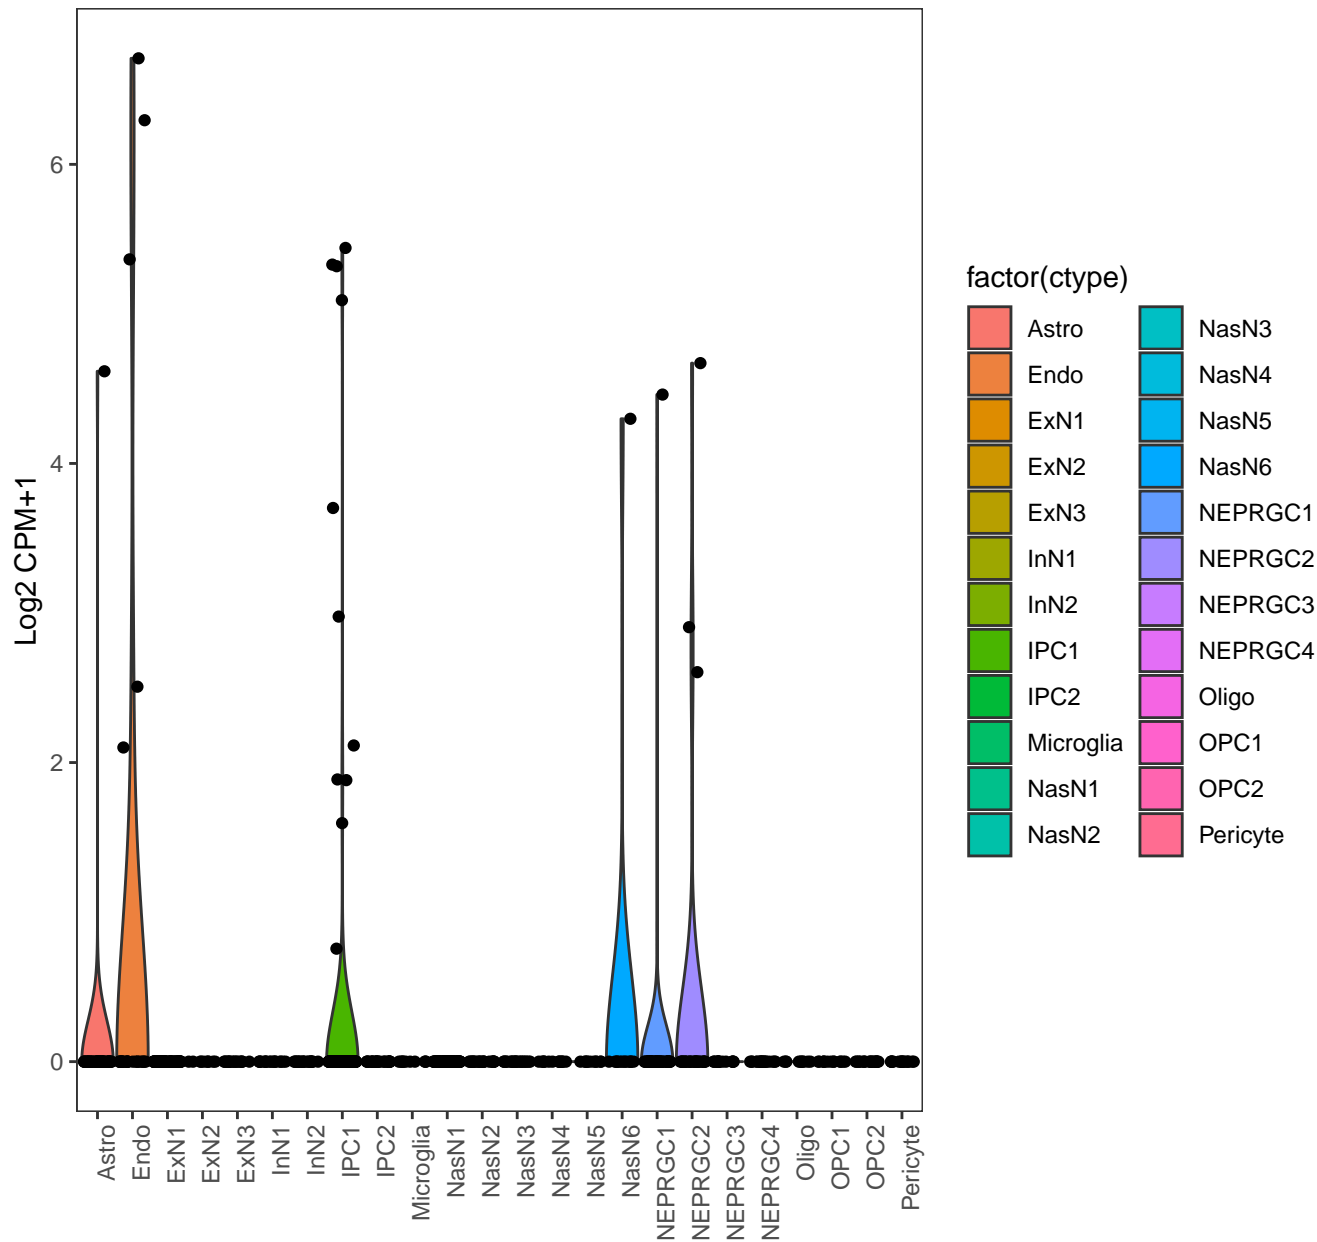 6
4
2
0
Log2 CPM+1
Astro
Endo
ExN1
ExN2
ExN3
InN1
InN2
IPC1
IPC2
Microglia
NasN1
NasN2
NasN3
NasN4
NasN5
NasN6
NEPRGC1
NEPRGC2
NEPRGC3
NEPRGC4
Oligo
OPC1
OPC2
Pericyte
factor(ctype)
Astro
Endo
ExN1
ExN2
ExN3
InN1
InN2
IPC1
IPC2
Microglia
NasN1
NasN2
NasN3
NasN4
NasN5
NasN6
NEPRGC1
NEPRGC2
NEPRGC3
NEPRGC4
Oligo
OPC1
OPC2
Pericyte